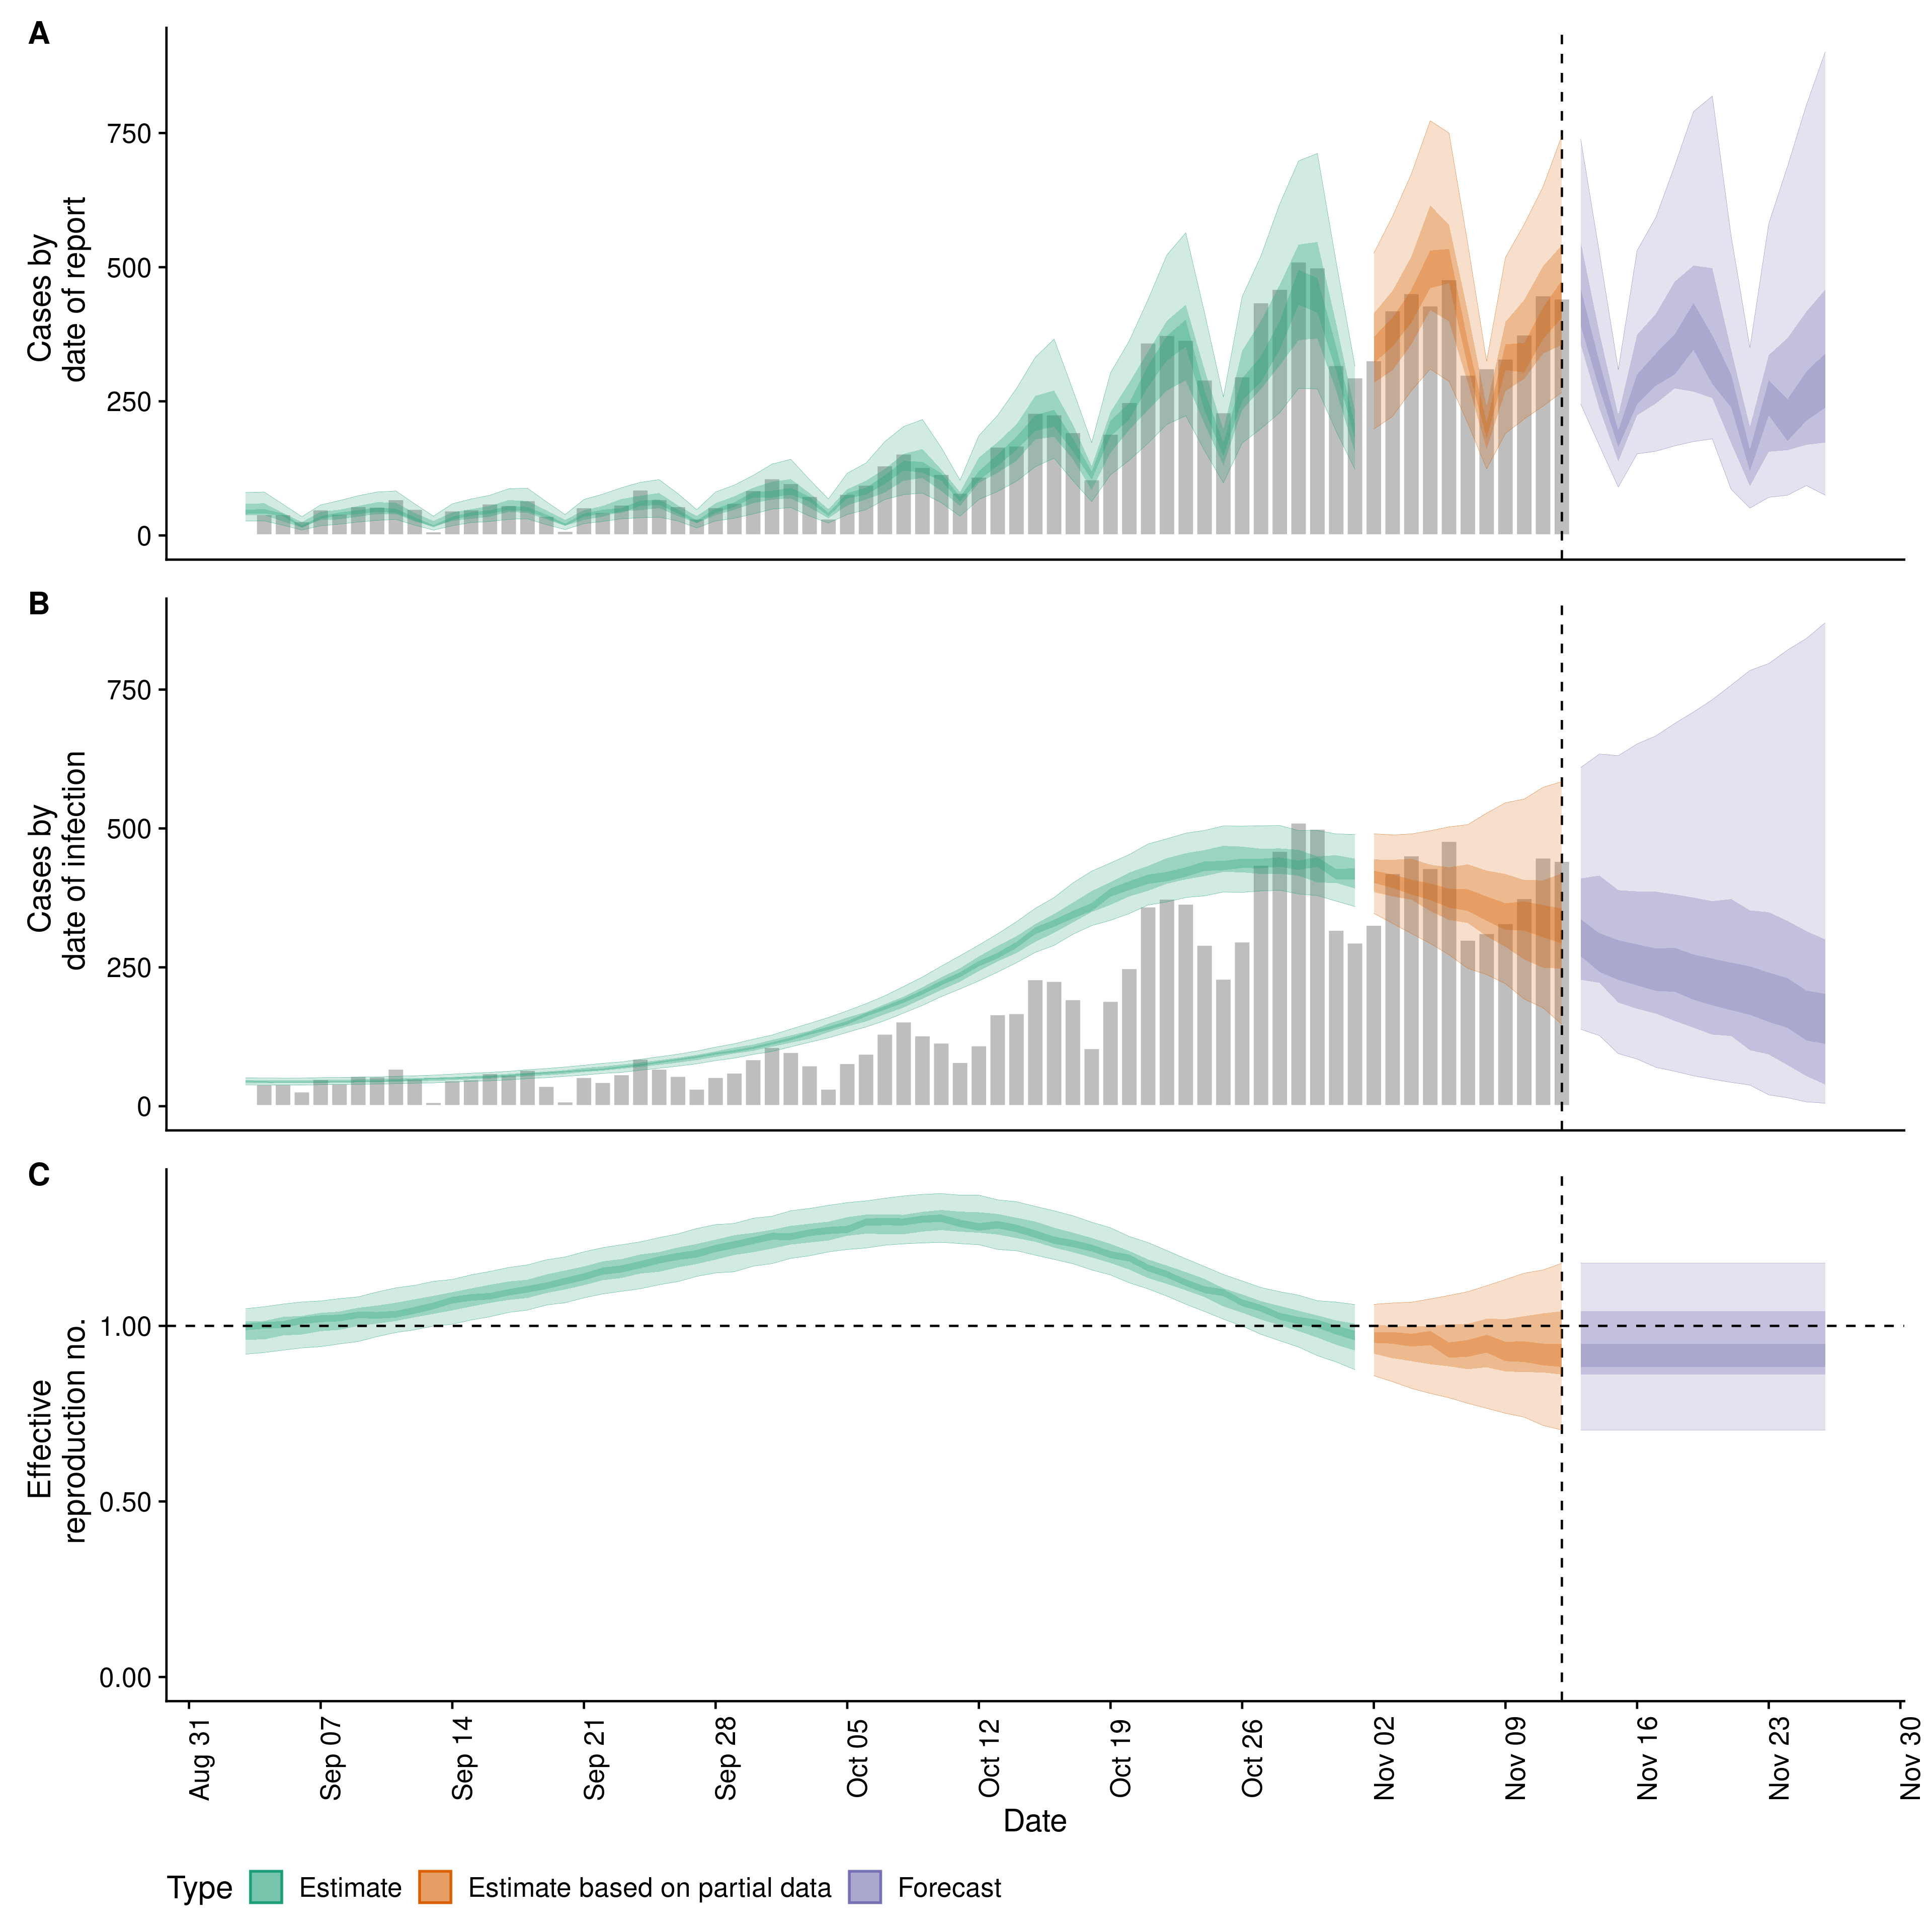 A
Cases by
date of report
750
500
250
0
B
Cases by
date of infection
750
500
250
0
C
Effective
reproduction no.
1.00
0.50
0.00
Aug 31
Sep 07
Sep 14
Sep 21
Sep 28
Oct 05
Oct 12
Oct 19
Oct 26
Nov 02
Nov 09
Nov 16
Nov 23
Nov 30
Date
Type
Estimate
Estimate based on partial data
Forecast